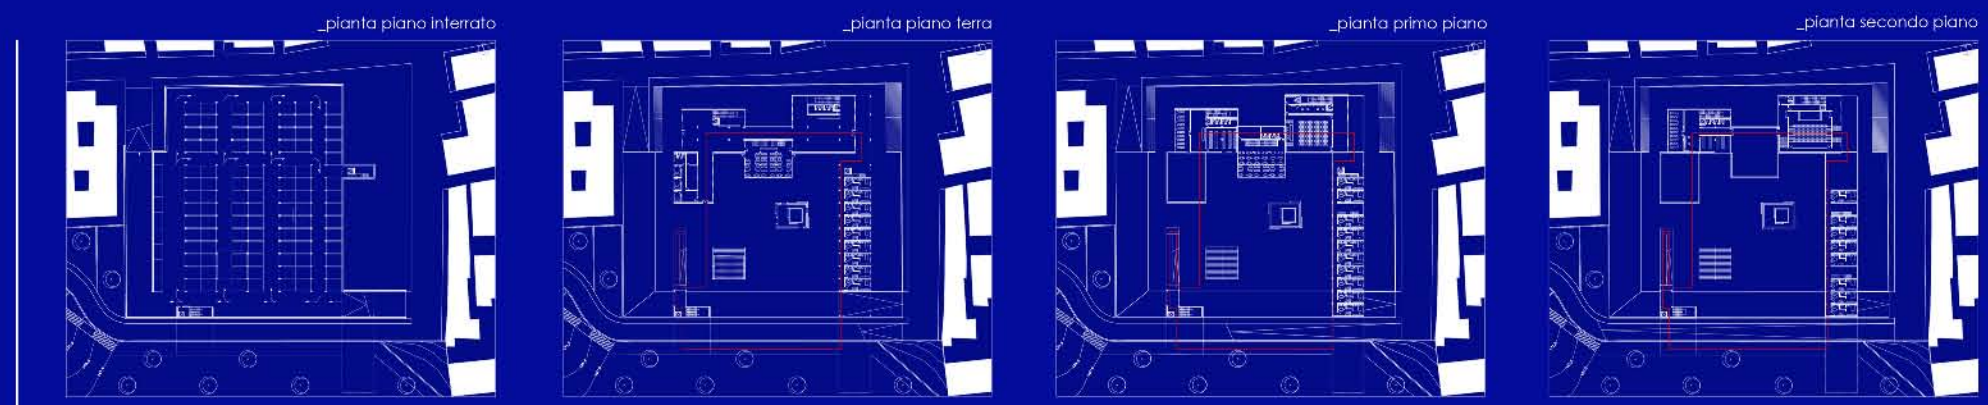 _pianta piano interrato
_pianta piano terra
_pianta primo piano
_pianta secondo piano